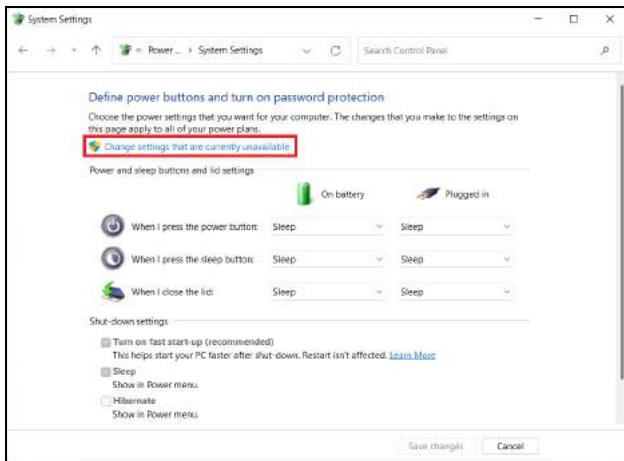 System Settings
« Power ... › System Settings
Search Control Panel
Define power buttons and turn on password protection
Choose the power settings that you want for your computer. The changes that you make to the settings on
this page apply to all of your power plans.
Change settings that are currently unavailable
Power and sleep buttons and lid settings
On battery Plugged in
When I press the power button: Sleep Sleep
When I press the sleep button: Sleep Sleep
When I close the lid: Sleep Sleep
Shut-down settings
Turn on fast start-up (recommended)
This helps start your PC faster after shut-down. Restart isn't affected. Learn More
Sleep
Show in Power menu.
Hibernate
Show in Power menu.
Save changes Cancel